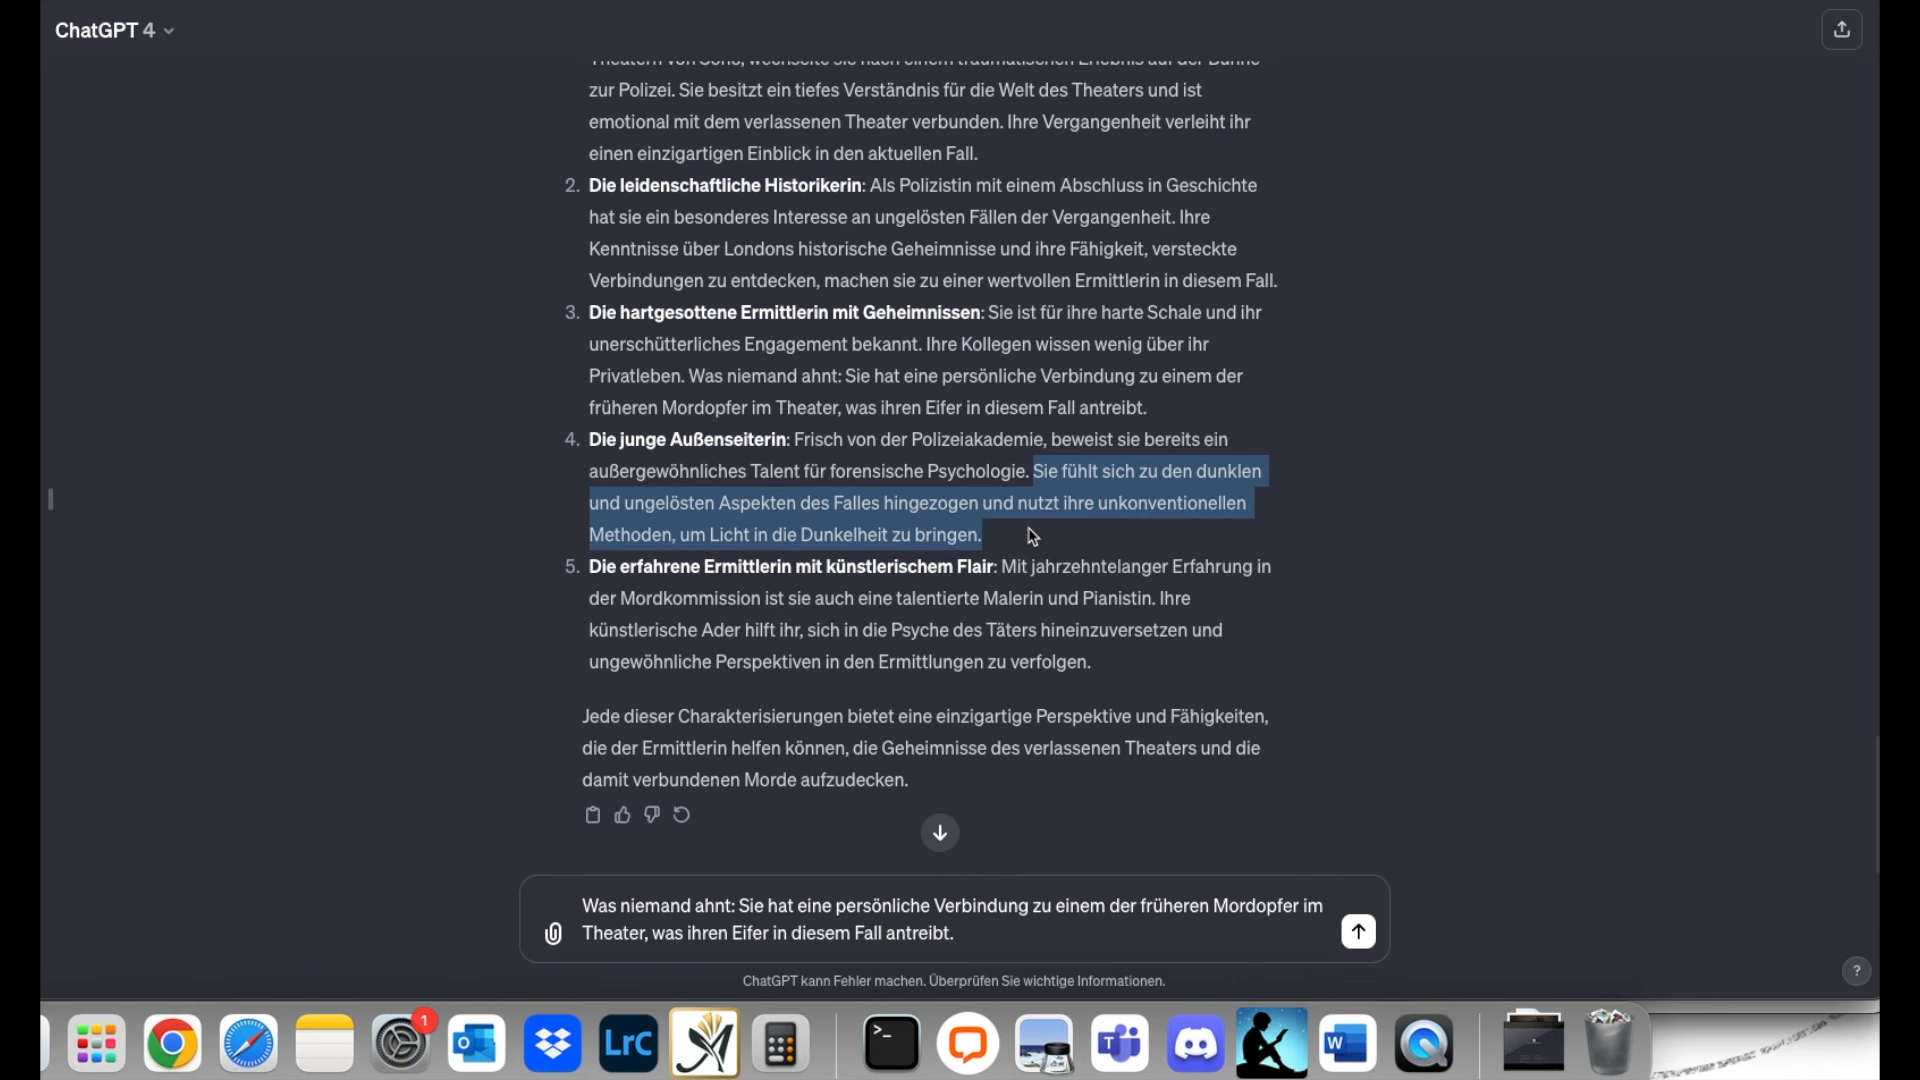 ChatGPT 4
Theatern von Soho, wechselte sie nach einem traumatischen Erlebnis auf der Bühne
zur Polizei. Sie besitzt ein tiefes Verständnis für die Welt des Theaters und ist
emotional mit dem verlassenen Theater verbunden. Ihre Vergangenheit verleiht ihr
einen einzigartigen Einblick in den aktuellen Fall.
2. Die leidenschaftliche Historikerin: Als Polizistin mit einem Abschluss in Geschichte
hat sie ein besonderes Interesse an ungelösten Fällen der Vergangenheit. Ihre
Kenntnisse über Londons historische Geheimnisse und ihre Fähigkeit, versteckte
Verbindungen zu entdecken, machen sie zu einer wertvollen Ermittlerin in diesem Fall.
3. Die hartgesottene Ermittlerin mit Geheimnissen: Sie ist für ihre harte Schale und ihr
unerschütterliches Engagement bekannt. Ihre Kollegen wissen wenig über ihr
Privatleben. Was niemand ahnt: Sie hat eine persönliche Verbindung zu einem der
früheren Mordopfer im Theater, was ihren Eifer in diesem Fall antreibt.
4. Die junge Außenseiterin: Frisch von der Polizeiakademie, beweist sie bereits ein
außergewöhnliches Talent für forensische Psychologie. Sie fühlt sich zu den dunklen
und ungelösten Aspekten des Falles hingezogen und nutzt ihre unkonventionellen
Methoden, um Licht in die Dunkelheit zu bringen.
5. Die erfahrene Ermittlerin mit künstlerischem Flair: Mit jahrzehntelanger Erfahrung in
der Mordkommission ist sie auch eine talentierte Malerin und Pianistin. Ihre
künstlerische Ader hilft ihr, sich in die Psyche des Täters hineinzuversetzen und
ungewöhnliche Perspektiven in den Ermittlungen zu verfolgen.
Jede dieser Charakterisierungen bietet eine einzigartige Perspektive und Fähigkeiten,
die der Ermittlerin helfen können, die Geheimnisse des verlassenen Theaters und die
damit verbundenen Morde aufzudecken.
Was niemand ahnt: Sie hat eine persönliche Verbindung zu einem der früheren Mordopfer im
Theater, was ihren Eifer in diesem Fall antreibt.
ChatGPT kann Fehler machen. Überprüfen Sie wichtige Informationen.
?
1
LrC